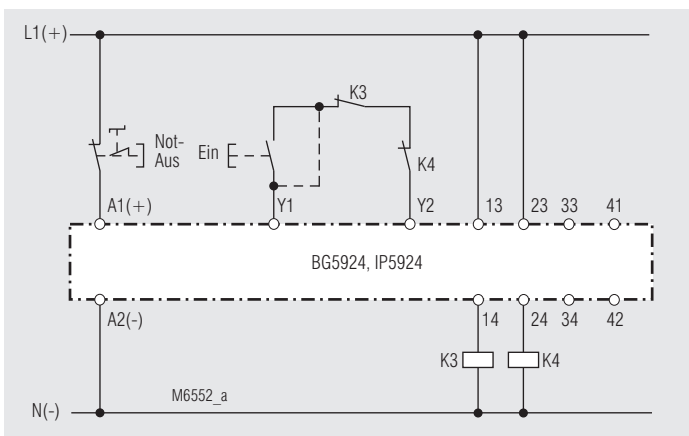 L1(+)
K3
Not-
Aus
Ein
K4
A1(+)
Y1
Y2
13
23
33
41
BG5924, IP5924
A2(-)
14
24
34
42
K3
K4
M6552_a
N(-)